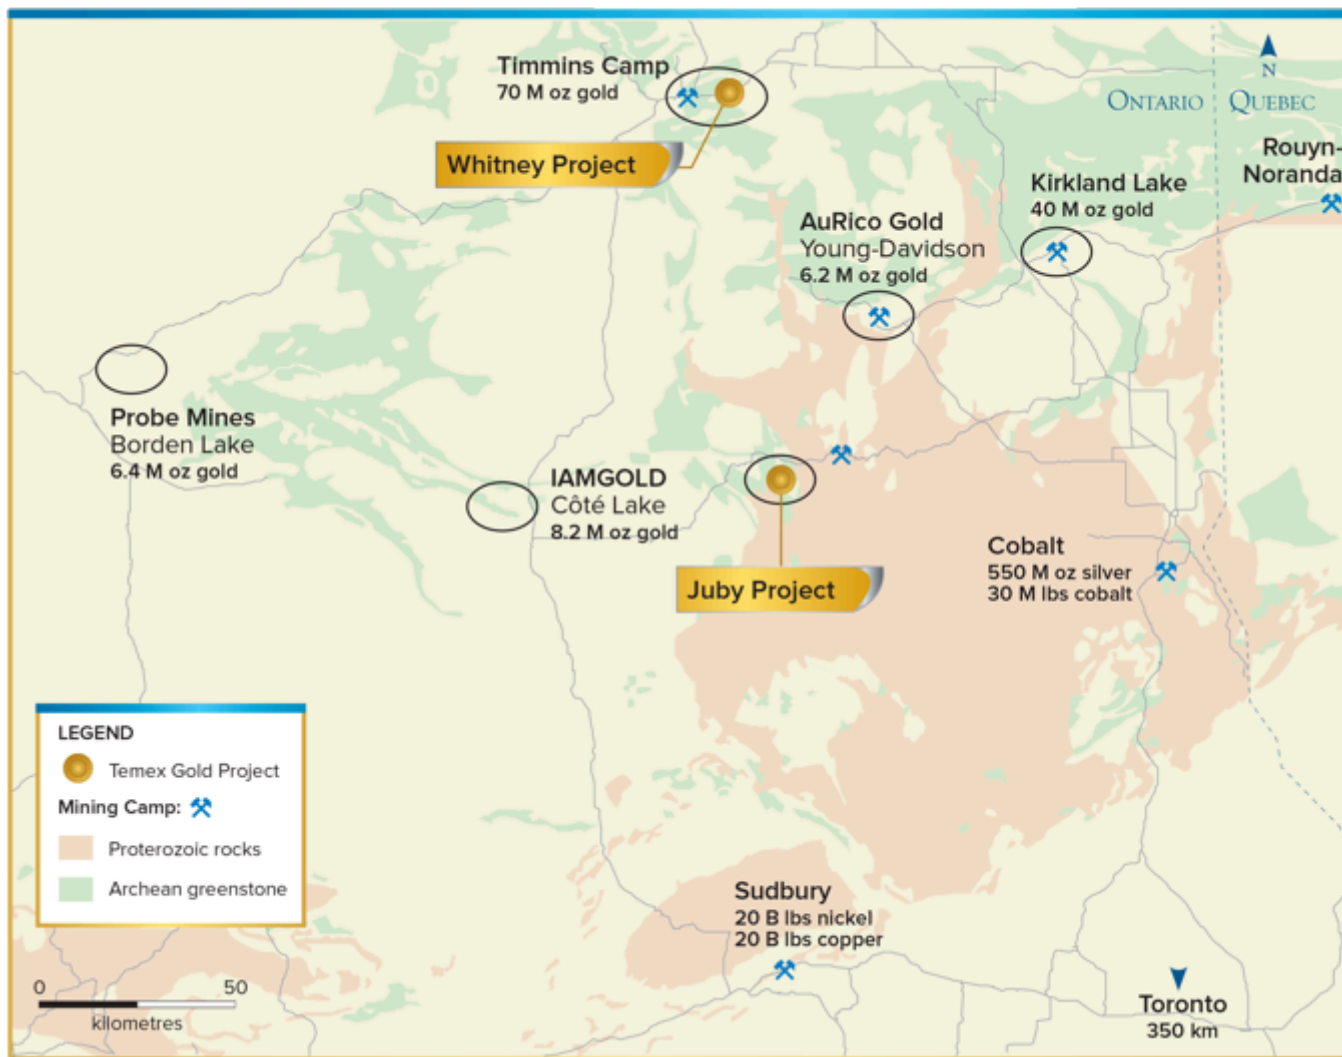 Timmins Camp
70 M oz gold
N
ONTARIO
QUEBEC
Whitney Project
Rouyn-
Noranda
Kirkland Lake
40 M oz gold
AuRico Gold
Young-Davidson
6.2 M oz gold
Probe Mines
Borden Lake
6.4 M oz gold
IAMGOLD
Côté Lake
8.2 M oz gold
Cobalt
550 M oz silver
30 M lbs cobalt
Juby Project
LEGEND
Temex Gold Project
Mining Camp:
Proterozoic rocks
Archean greenstone
Sudbury
20 B lbs nickel
20 B lbs copper
0 50
kilometres
Toronto
350 km